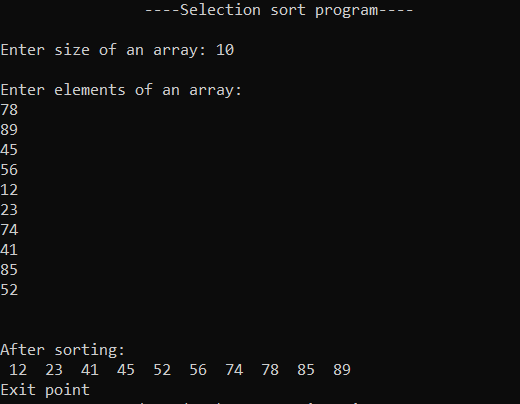 ----Selection sort program----
Enter size of an array: 10
Enter elements of an array:
78
89
45
56
12
23
74
41
85
52
After sorting:
12 23 41 45 52 56 74 78 85 89
Exit point